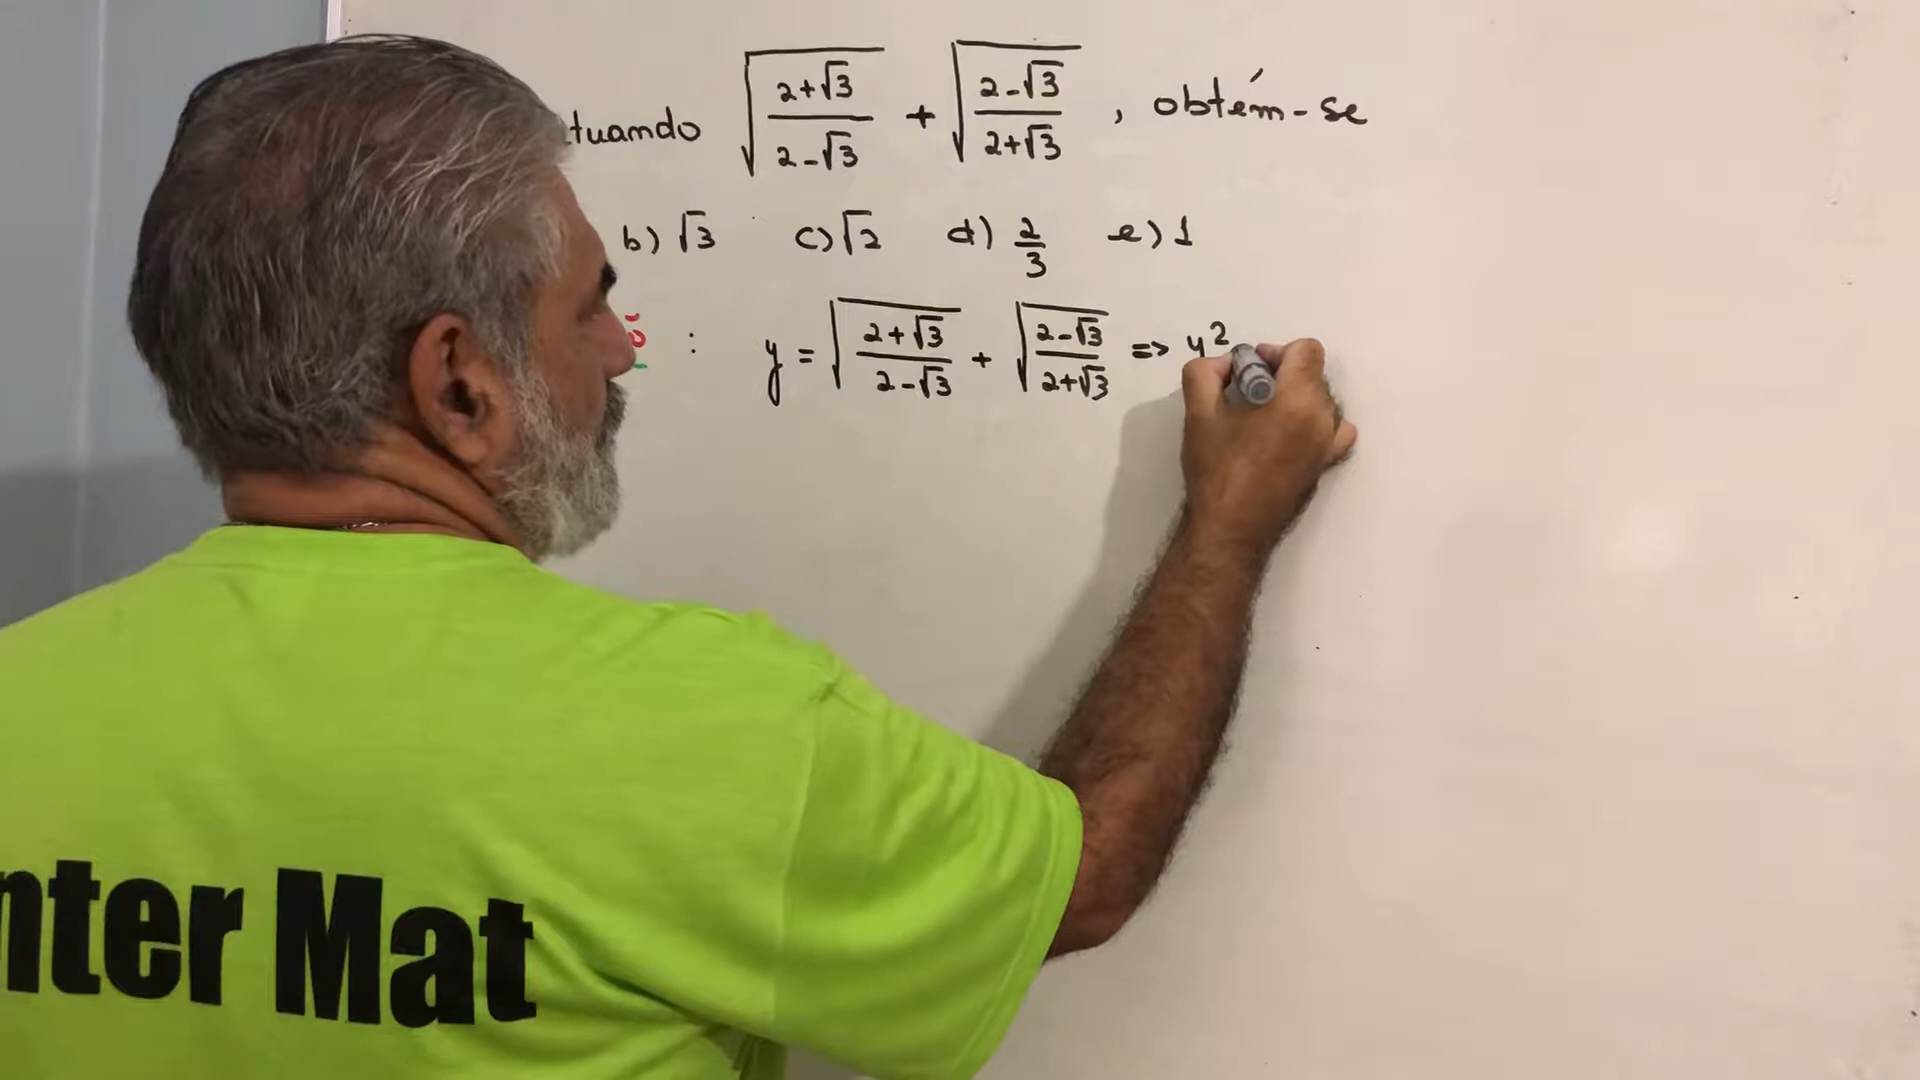 tuando √((2+√3)/(2-√3)) + √((2-√3)/(2+√3)), obtém-se
b) √3 c) √2 d) 2/3 e) 1
: y = √((2+√3)/(2-√3)) + √((2-√3)/(2+√3)) => y²
nter Mat